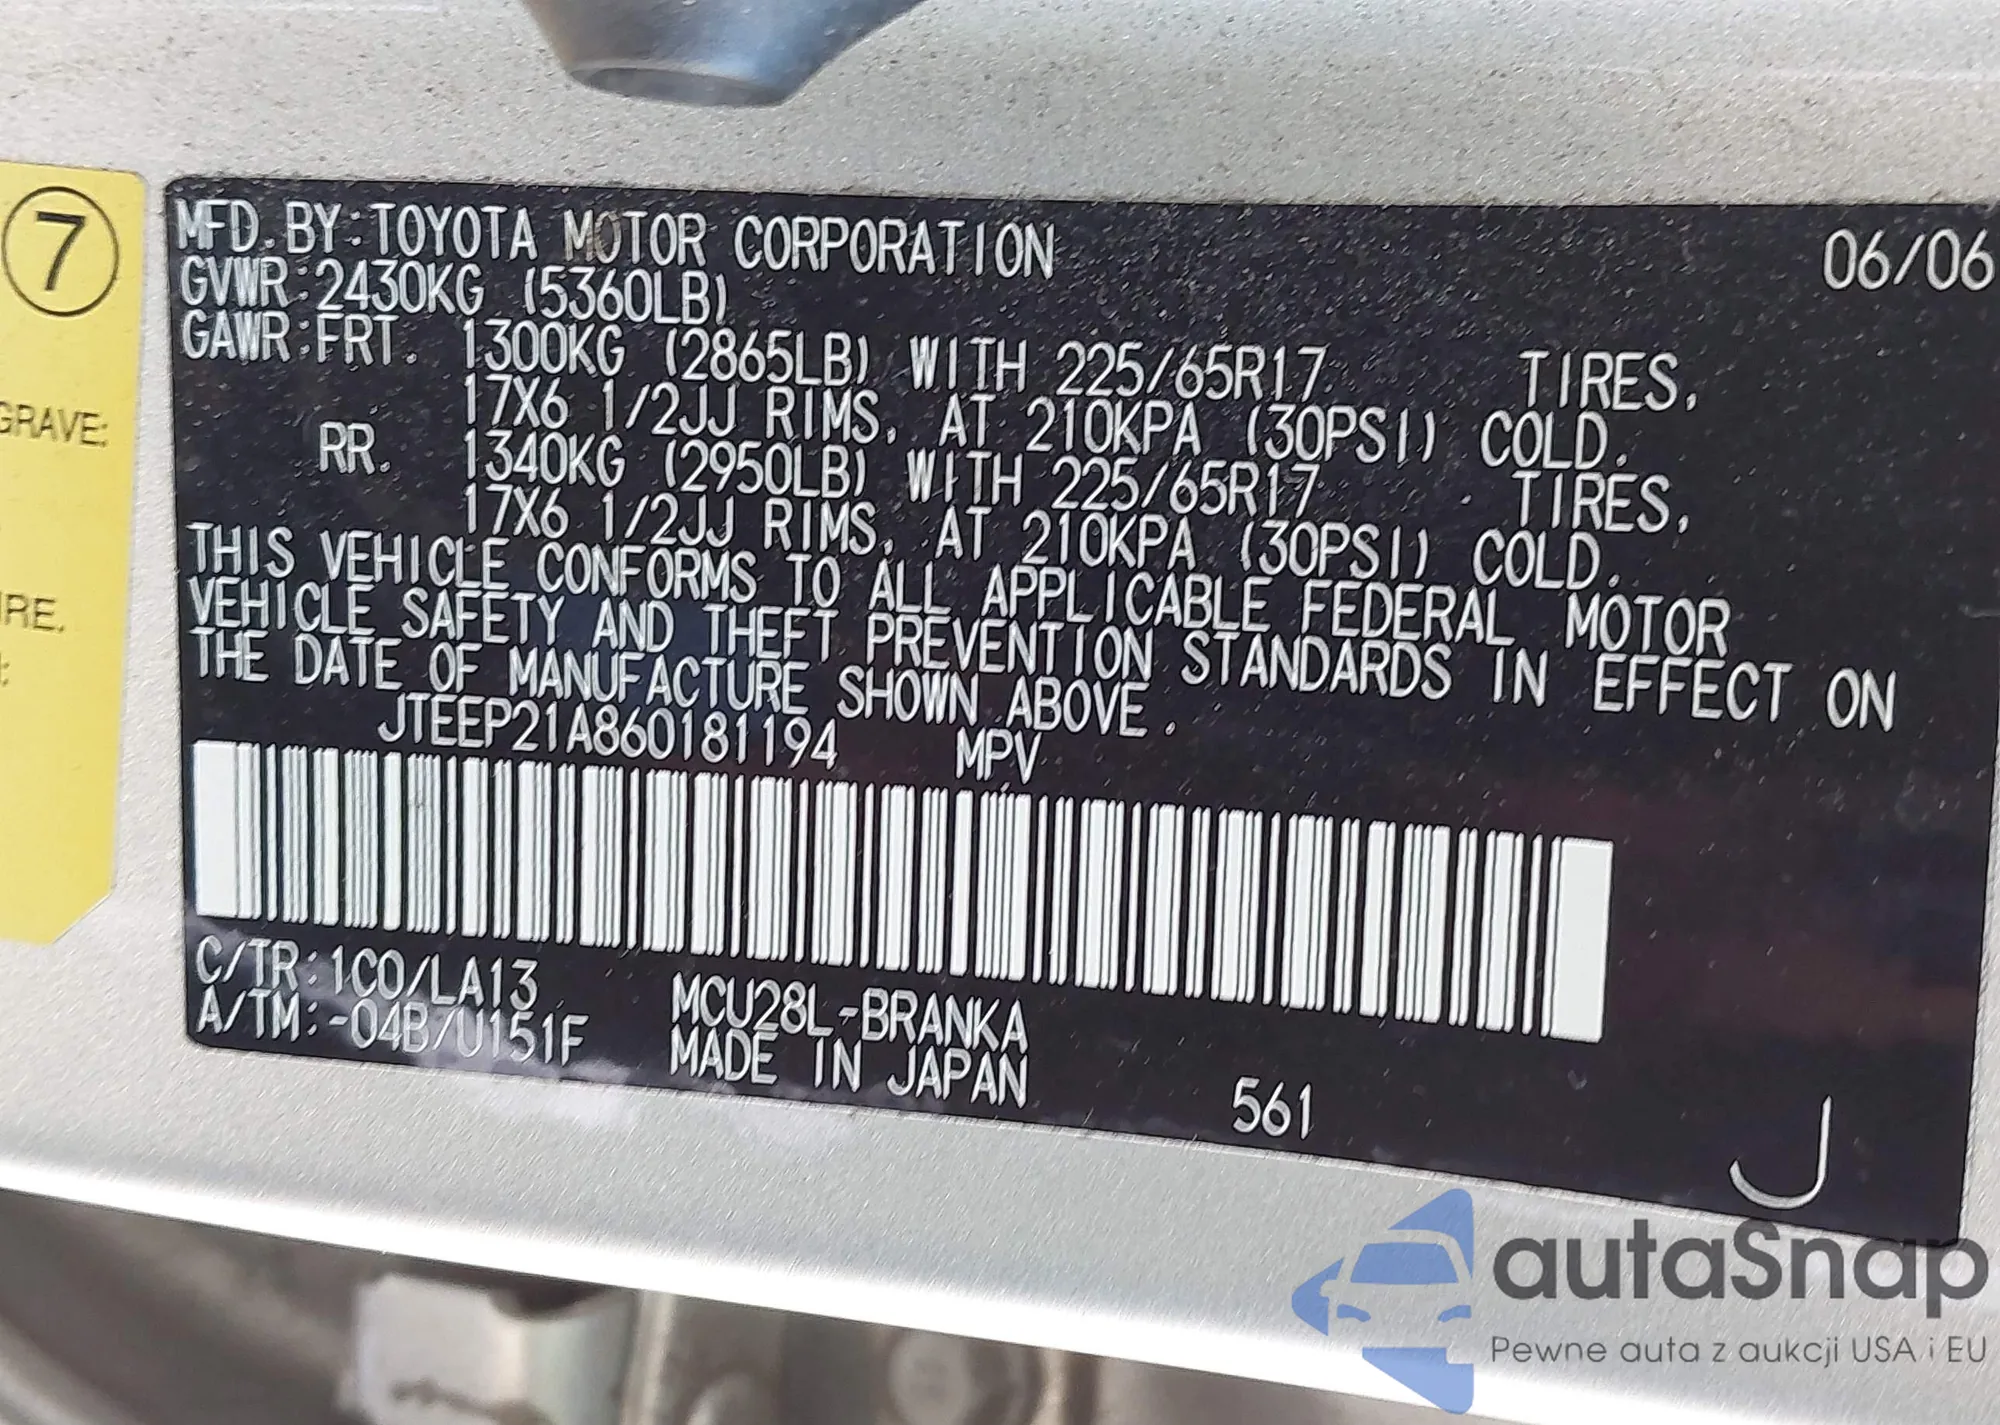 7
GRAVE:
MFD. BY: TOYOTA MOTOR CORPORATION 06/06
GVWR: 2430KG (5360LB)
GAWR: FRT. 1300KG (2865LB) WITH 225/65R17 TIRES,
17X6 1/2JJ RIMS, AT 210KPA (30PSI) COLD.
RR. 1340KG (2950LB) WITH 225/65R17 TIRES,
17X6 1/2JJ RIMS, AT 210KPA (30PSI) COLD.
THIS VEHICLE CONFORMS TO ALL APPLICABLE FEDERAL MOTOR
VEHICLE SAFETY AND THEFT PREVENTION STANDARDS IN EFFECT ON
THE DATE OF MANUFACTURE SHOWN ABOVE.
JTEEP21A860181194 MPV
C/TR: 1C0/LA13 MCU28L-BRANKA
A/TM: -04B/U151F MADE IN JAPAN
561
J
autaSnap
Pewne auta z aukcji USA i EU